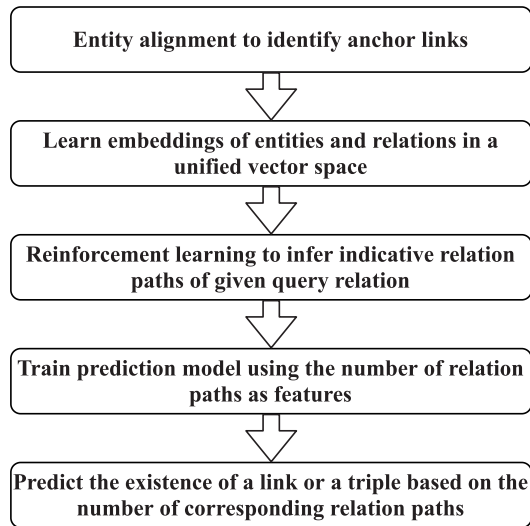 Entity alignment to identify anchor links
Learn embeddings of entities and relations in a
unified vector space
Reinforcement learning to infer indicative relation
paths of given query relation
Train prediction model using the number of relation
paths as features
Predict the existence of a link or a triple based on the
number of corresponding relation paths